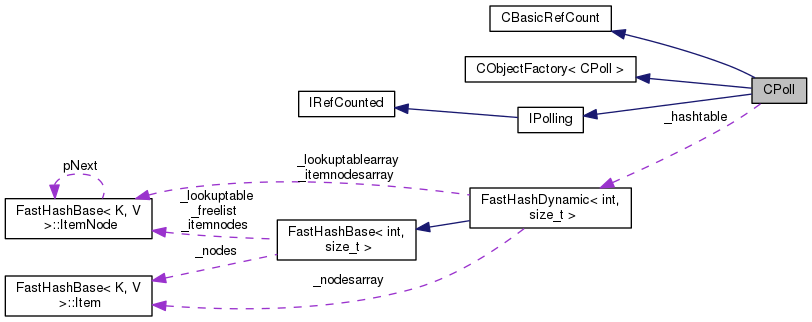 CBasicRefCount
CObjectFactory< CPoll >
CPoll
IRefCounted
IPolling
_hashtable
pNext
_lookuptablearray
_itemnodesarray
_lookuptable
_freelist
_itemnodes
FastHashBase< K, V
>::ItemNode
FastHashDynamic< int,
size_t >
FastHashBase< int,
size_t >
_nodes
_nodesarray
FastHashBase< K, V
>::Item